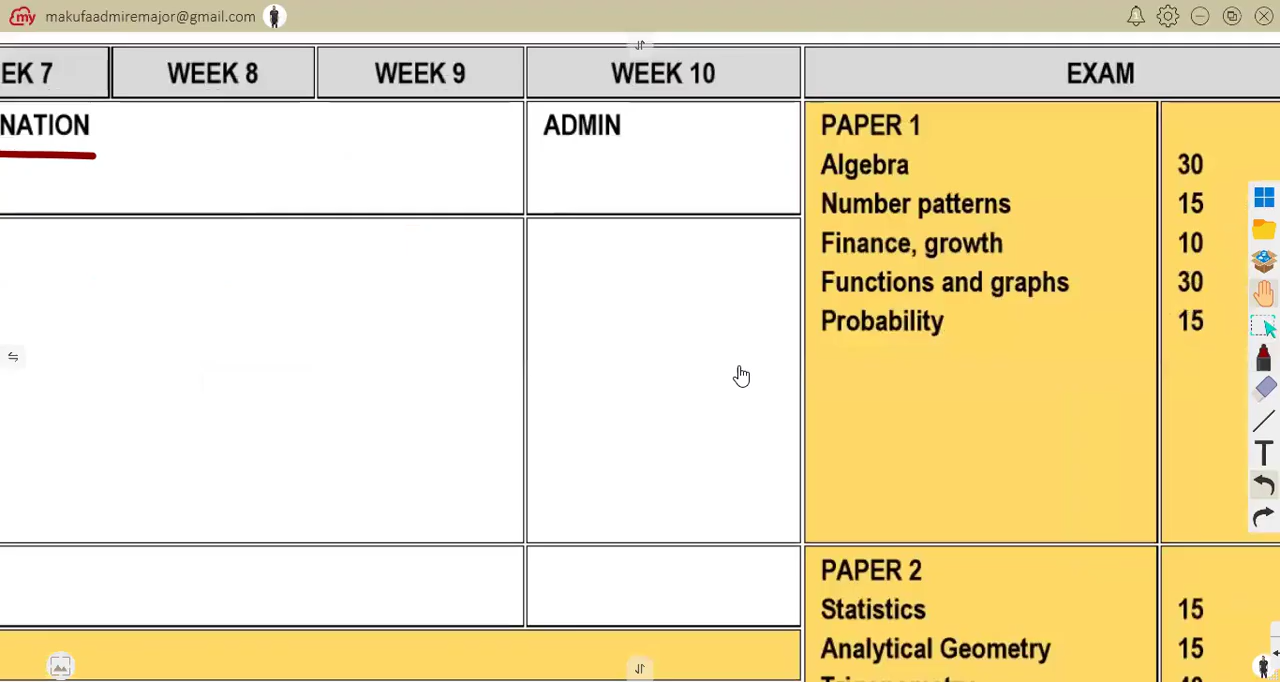 my makufaadmiremajor@gmail.com
EK 7 WEEK 8 WEEK 9 WEEK 10 EXAM
NATION ADMIN PAPER 1
Algebra 30
Number patterns 15
Finance, growth 10
Functions and graphs 30
Probability 15
PAPER 2
Statistics 15
Analytical Geometry 15